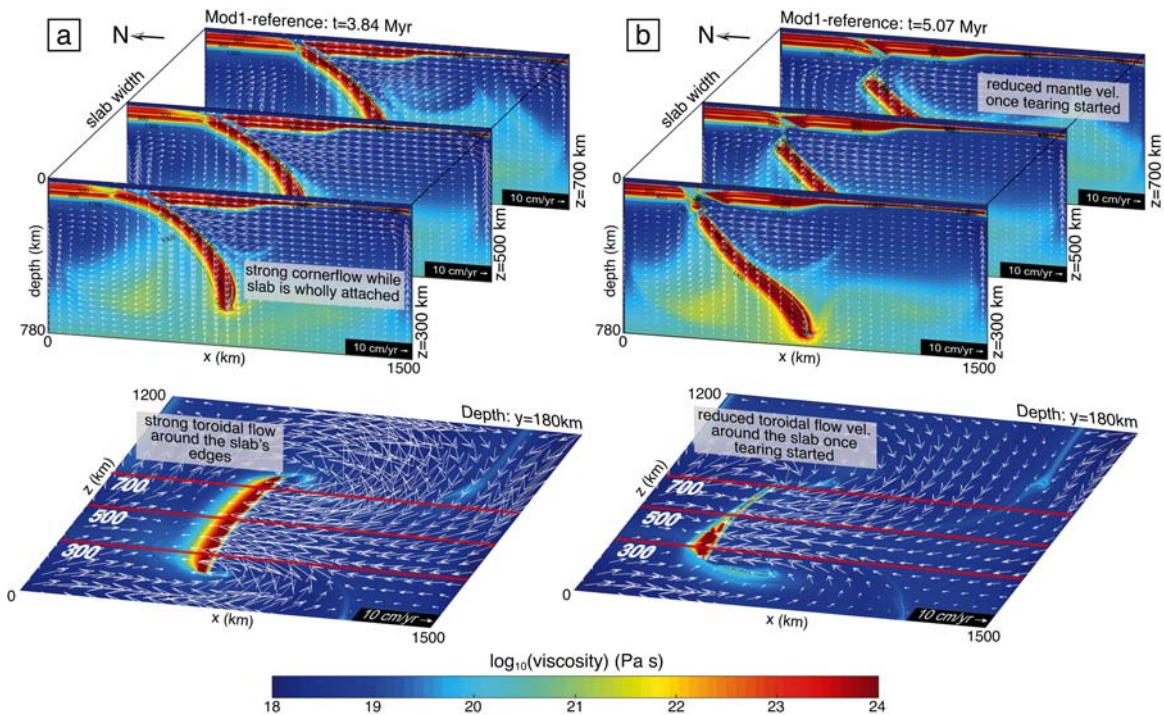 a
Mod1-reference: t=3.84 Myr
N
slab width
0
depth (km)
780
x (km)
1500
strong cornerflow while
slab is wholly attached
10 cm/yr
z=300 km
10 cm/yr
z=500 km
10 cm/yr
z=700 km
b
Mod1-reference: t=5.07 Myr
N
slab width
reduced mantle vel.
once tearing started
0
depth (km)
780
x (km)
1500
10 cm/yr
z=300 km
10 cm/yr
z=500 km
10 cm/yr
z=700 km
1200
Depth: y=180km
strong toroidal flow
around the slab's
edges
z (km)
700
500
300
0
x (km)
10 cm/yr
1500
1200
Depth: y=180km
reduced toroidal flow vel.
around the slab once
tearing started
z (km)
700
500
300
0
x (km)
10 cm/yr
1500
log₁₀(viscosity) (Pa s)
18 19 20 21 22 23 24